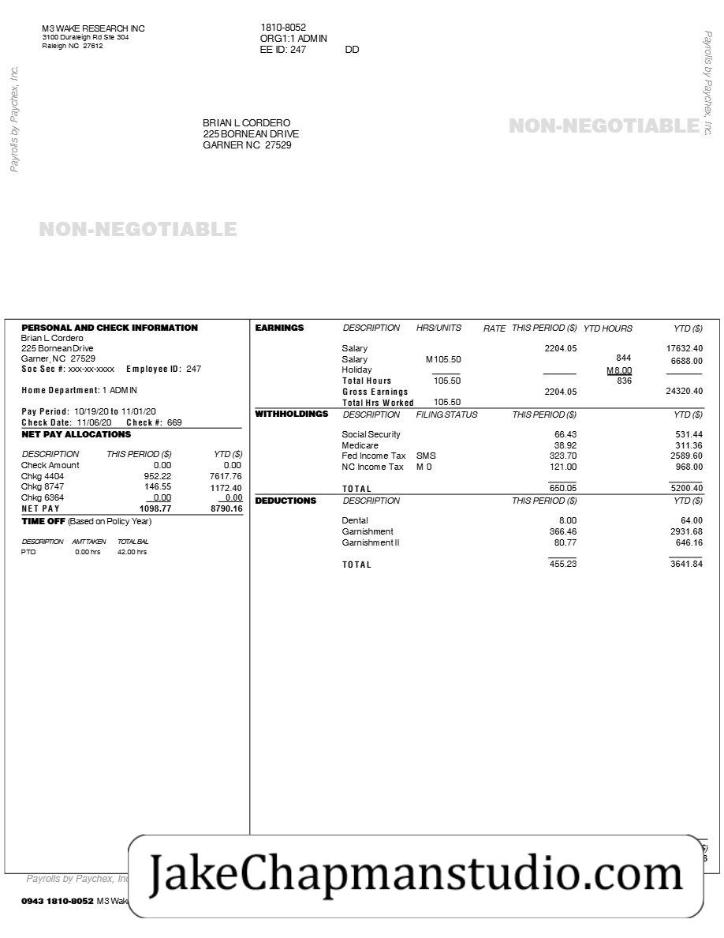 M3 WAKE RESEARCH INC
3100 Duraleigh Rd Ste 304
Raleigh NC 27612
1810-8052
ORG1:1 ADMIN
EE ID: 247 DD
Payrolls by Paychex, Inc.
Payrolls by Paychex, Inc.
BRIAN L CORDERO
225 BORNEAN DRIVE
GARNER NC 27529
NON-NEGOTIABLE
NON-NEGOTIABLE
PERSONAL AND CHECK INFORMATION
Brian L Cordero
225 Bornean Drive
Garner, NC 27529
Soc Sec #: xxx-xx-xxxx Employee ID: 247
Home Department: 1 ADMIN
Pay Period: 10/19/20 to 11/01/20
Check Date: 11/06/20 Check #: 669
NET PAY ALLOCATIONS
DESCRIPTION THIS PERIOD ($) YTD ($)
Check Amount 0.00 0.00
Chkg 4404 952.22 7617.76
Chkg 8747 146.55 1172.40
Chkg 6364 0.00 0.00
NET PAY 1098.77 8790.16
TIME OFF (Based on Policy Year)
DESCRIPTION AMT TAKEN TOTAL BAL
PTO 0.00 hrs 42.00 hrs
EARNINGS DESCRIPTION HRS/UNITS RATE THIS PERIOD ($) YTD HOURS YTD ($)
Salary 2204.05 17632.40
Salary M105.50 844 6688.00
Holiday M8.00
Total Hours 105.50 836
Gross Earnings 2204.05 24320.40
Total Hrs Worked 105.50
WITHHOLDINGS DESCRIPTION FILING STATUS THIS PERIOD ($) YTD ($)
Social Security 66.43 531.44
Medicare 38.92 311.36
Fed Income Tax SMS 323.70 2589.60
NC Income Tax M 0 121.00 968.00
TOTAL 550.05 5200.40
DEDUCTIONS DESCRIPTION THIS PERIOD ($) YTD ($)
Dental 8.00 64.00
Garnishment 366.46 2931.68
Garnishment II 80.77 646.16
TOTAL 455.23 3641.84
Payrolls by Paychex, Inc
0943 1810-8052 M3 Wake
JakeChapmanstudio.com